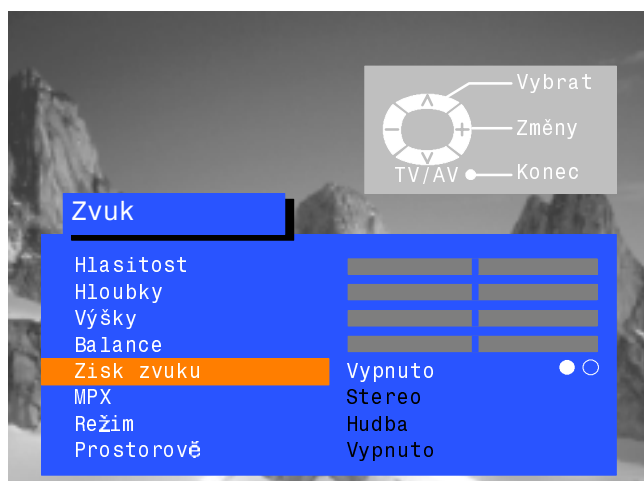 Vybrat
Změny
TV/AV Konec
Zvuk
Hlasitost
Hloubky
Výšky
Balance
Zisk zvuku Vypnuto
MPX Stereo
Režim Hudba
Prostorově Vypnuto